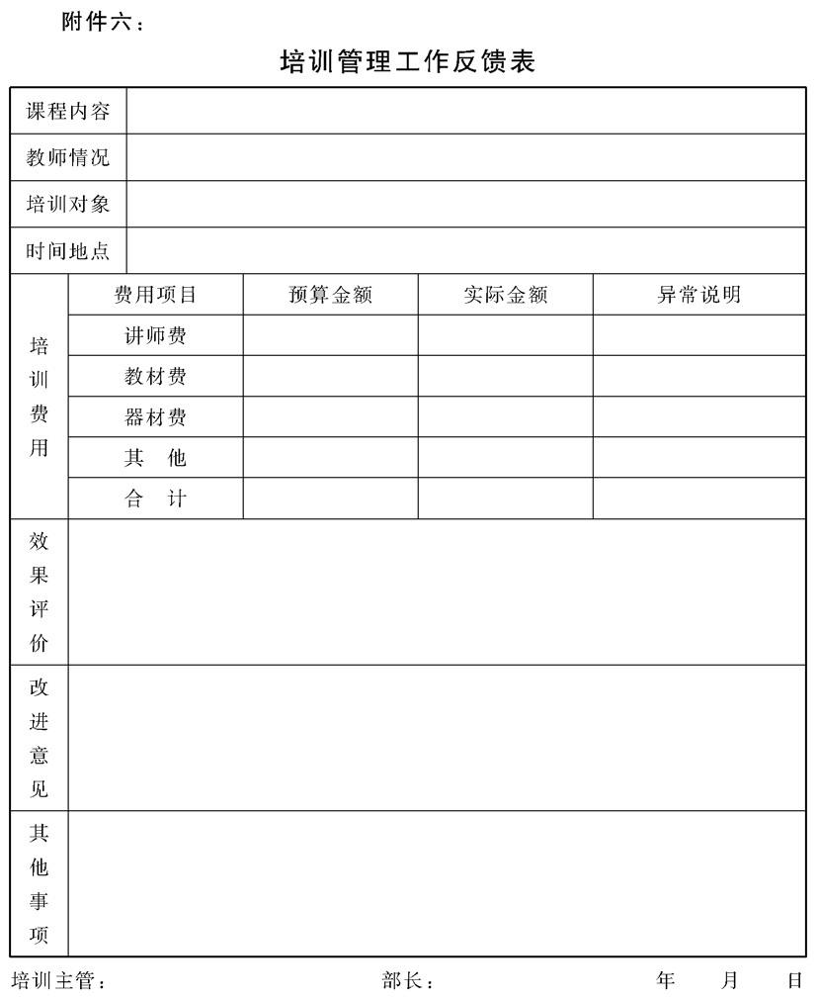 附件六：
培训管理工作反馈表
课程内容
教师情况
培训对象
时间地点
培训费用
费用项目 预算金额 实际金额 异常说明
讲师费
教材费
器材费
其 他
合 计
效果评价
改进意见
其他事项
培训主管： 部长： 年 月 日